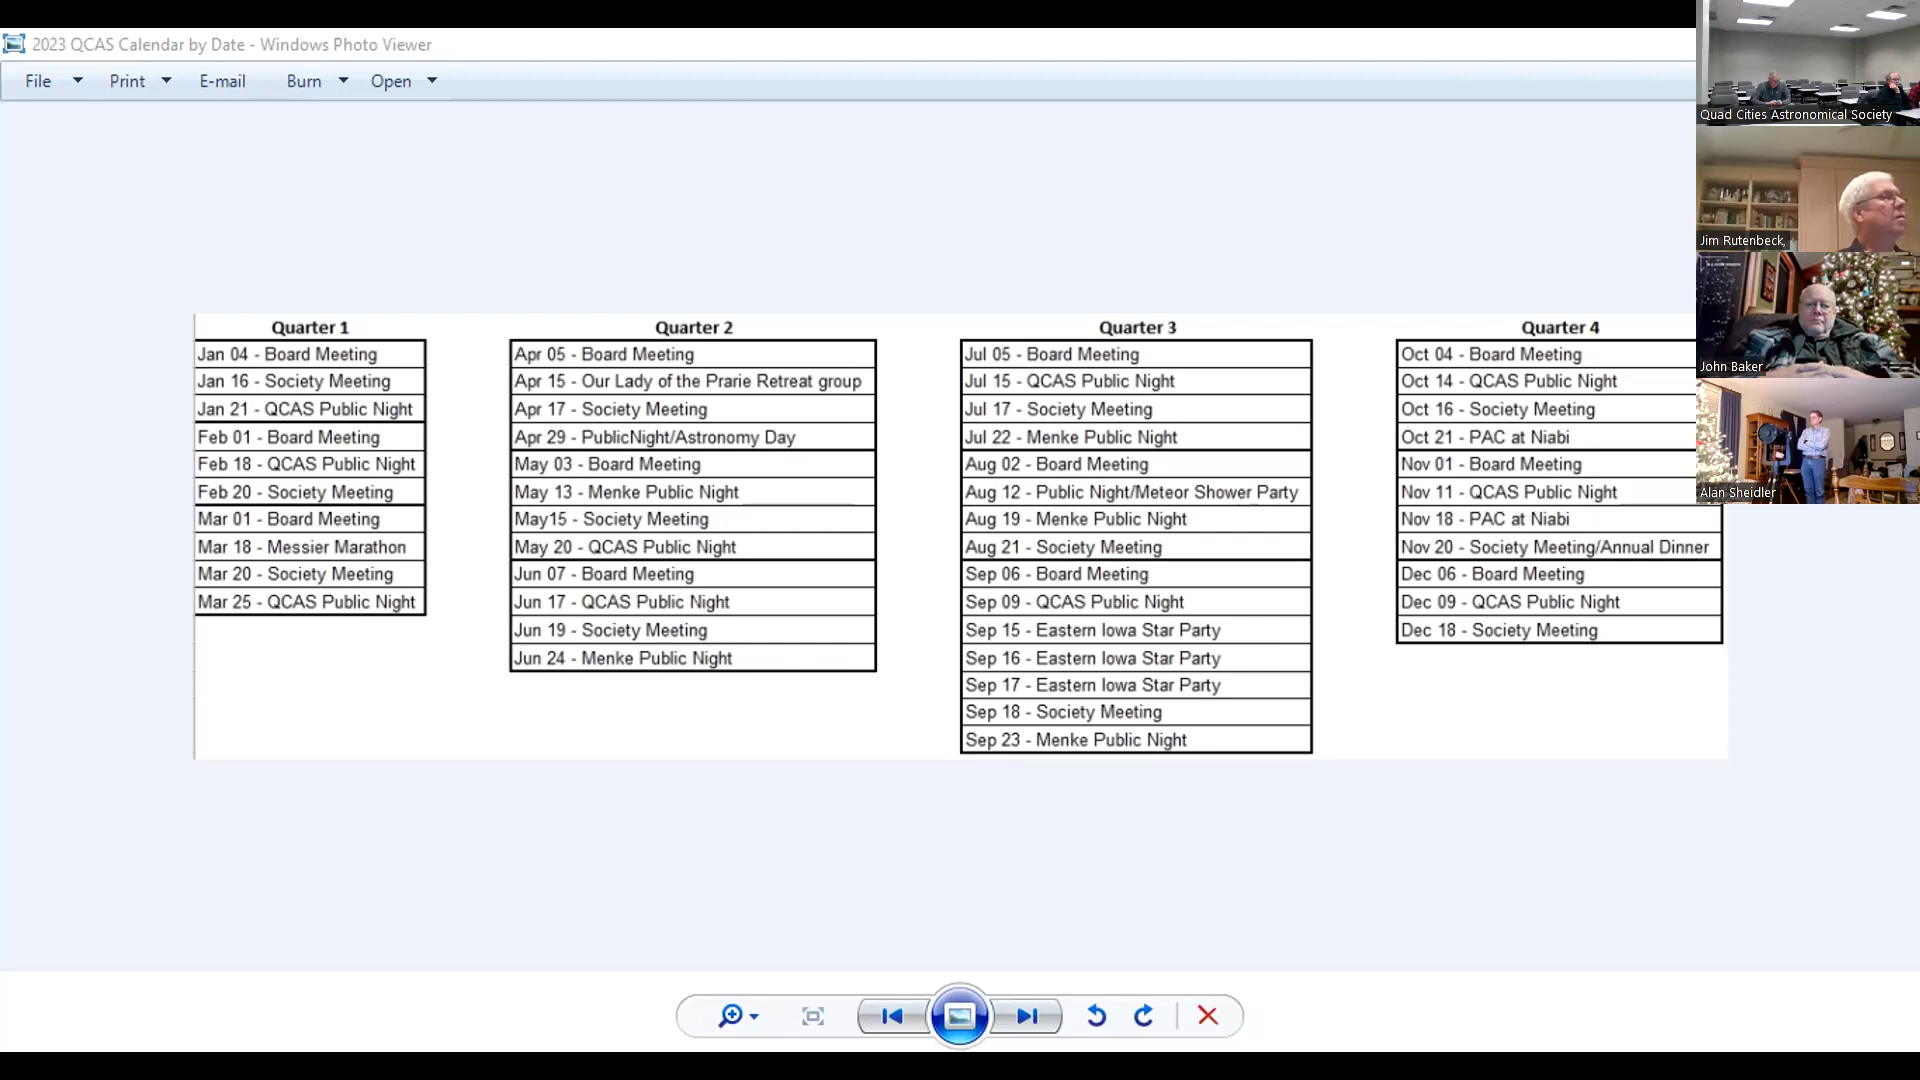 2023 QCAS Calendar by Date - Windows Photo Viewer
File Print E-mail Burn Open
Quad Cities Astronomical Society
Jim Rutenbeck,
John Baker
Alan Sheidler
Quarter 1
Jan 04 - Board Meeting
Jan 16 - Society Meeting
Jan 21 - QCAS Public Night
Feb 01 - Board Meeting
Feb 18 - QCAS Public Night
Feb 20 - Society Meeting
Mar 01 - Board Meeting
Mar 18 - Messier Marathon
Mar 20 - Society Meeting
Mar 25 - QCAS Public Night
Quarter 2
Apr 05 - Board Meeting
Apr 15 - Our Lady of the Prarie Retreat group
Apr 17 - Society Meeting
Apr 29 - PublicNight/Astronomy Day
May 03 - Board Meeting
May 13 - Menke Public Night
May15 - Society Meeting
May 20 - QCAS Public Night
Jun 07 - Board Meeting
Jun 17 - QCAS Public Night
Jun 19 - Society Meeting
Jun 24 - Menke Public Night
Quarter 3
Jul 05 - Board Meeting
Jul 15 - QCAS Public Night
Jul 17 - Society Meeting
Jul 22 - Menke Public Night
Aug 02 - Board Meeting
Aug 12 - Public Night/Meteor Shower Party
Aug 19 - Menke Public Night
Aug 21 - Society Meeting
Sep 06 - Board Meeting
Sep 09 - QCAS Public Night
Sep 15 - Eastern Iowa Star Party
Sep 16 - Eastern Iowa Star Party
Sep 17 - Eastern Iowa Star Party
Sep 18 - Society Meeting
Sep 23 - Menke Public Night
Quarter 4
Oct 04 - Board Meeting
Oct 14 - QCAS Public Night
Oct 16 - Society Meeting
Oct 21 - PAC at Niabi
Nov 01 - Board Meeting
Nov 11 - QCAS Public Night
Nov 18 - PAC at Niabi
Nov 20 - Society Meeting/Annual Dinner
Dec 06 - Board Meeting
Dec 09 - QCAS Public Night
Dec 18 - Society Meeting